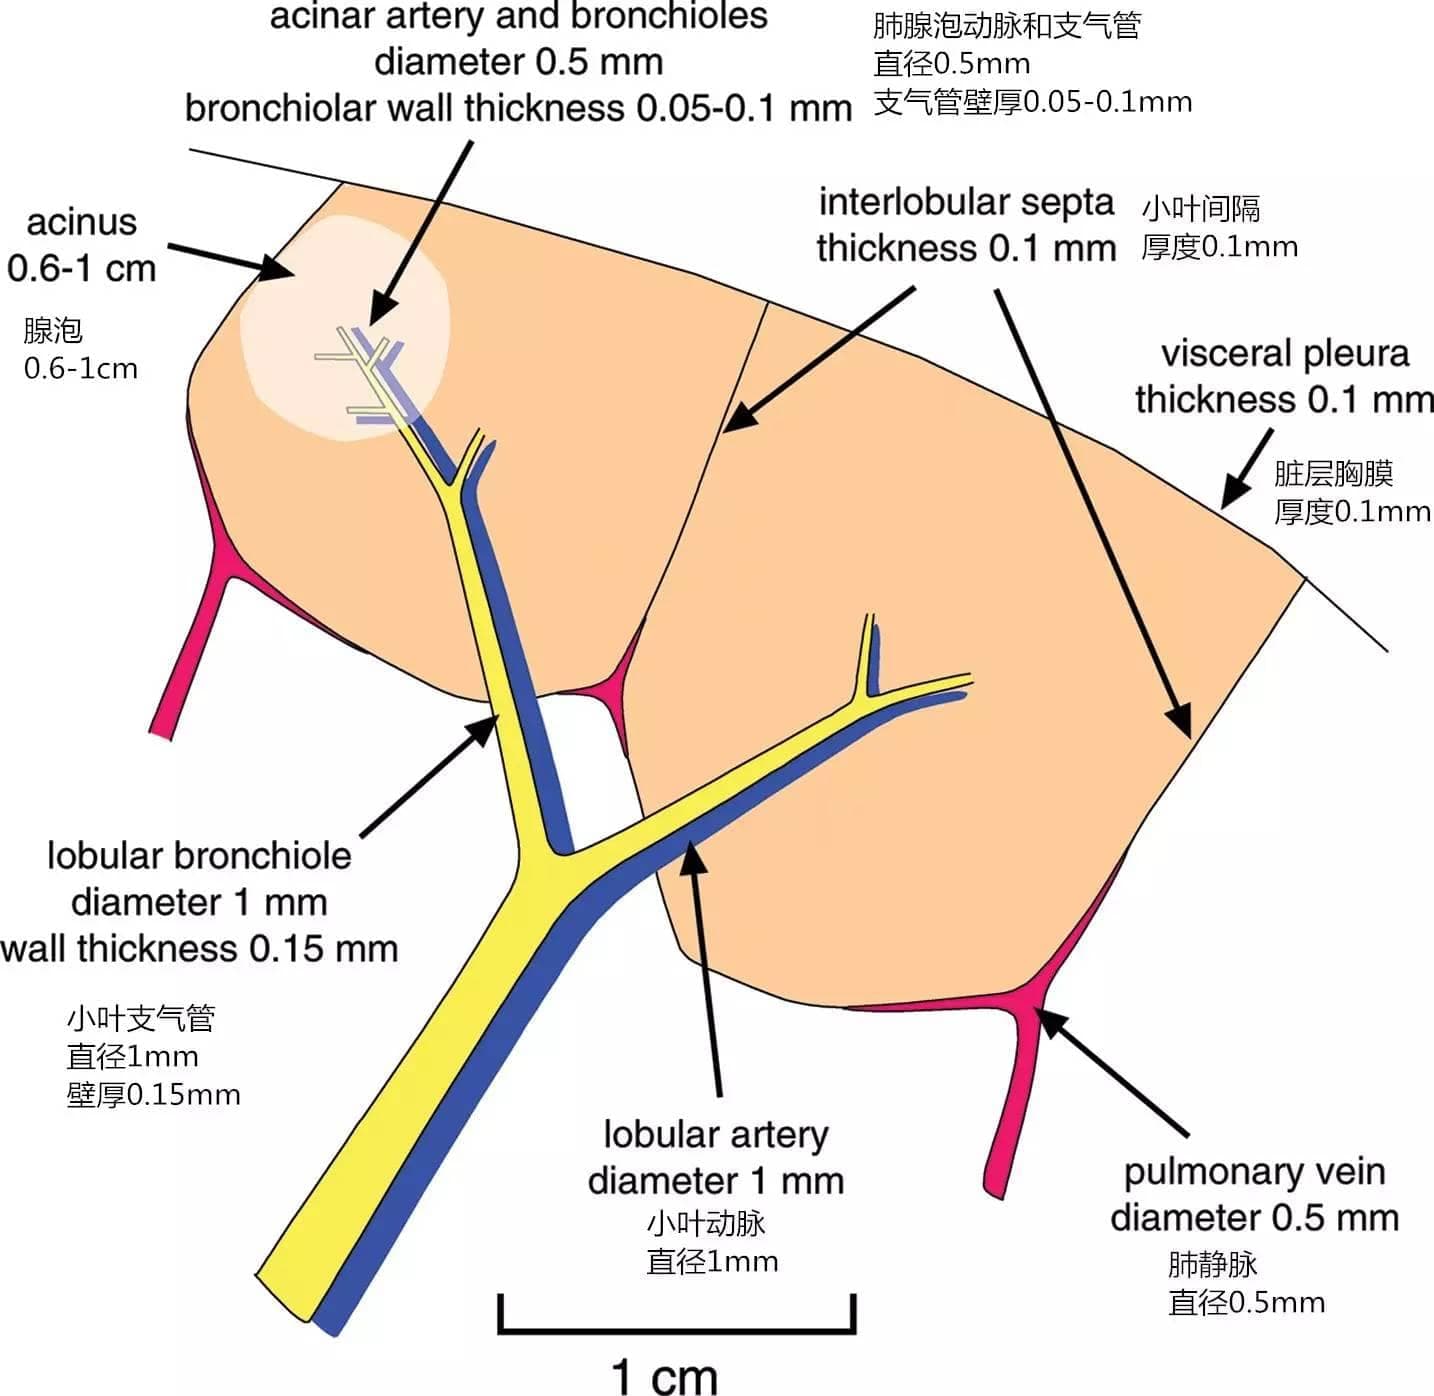 acinar artery and bronchioles
diameter 0.5 mm
bronchiolar wall thickness 0.05-0.1 mm
肺腺泡动脉和支气管
直径0.5mm
支气管壁厚0.05-0.1mm
acinus
0.6-1 cm
腺泡
0.6-1cm
interlobular septa
thickness 0.1 mm
小叶间隔
厚度0.1mm
visceral pleura
thickness 0.1 mm
脏层胸膜
厚度0.1mm
lobular bronchiole
diameter 1 mm
wall thickness 0.15 mm
小叶支气管
直径1mm
壁厚0.15mm
lobular artery
diameter 1 mm
小叶动脉
直径1mm
pulmonary vein
diameter 0.5 mm
肺静脉
直径0.5mm
1 cm